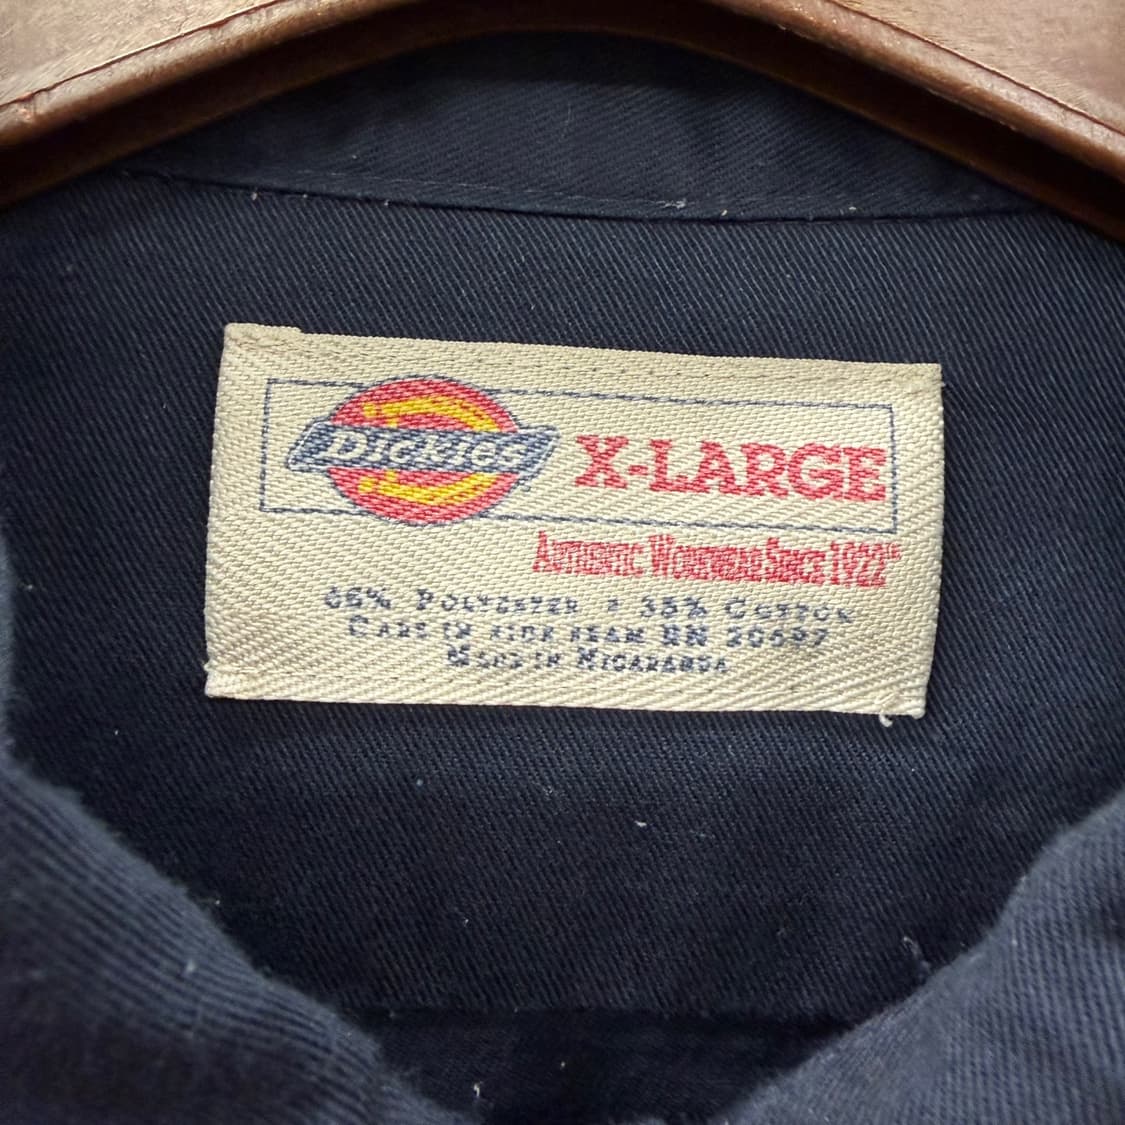 DICKIES X-LARGE
AUTHENTIC WORKWEAR SINCE 1922
65% POLYESTER 35% COTTON
CARE IN SIDE SEAM RN 20697
MADE IN NICARAGUA